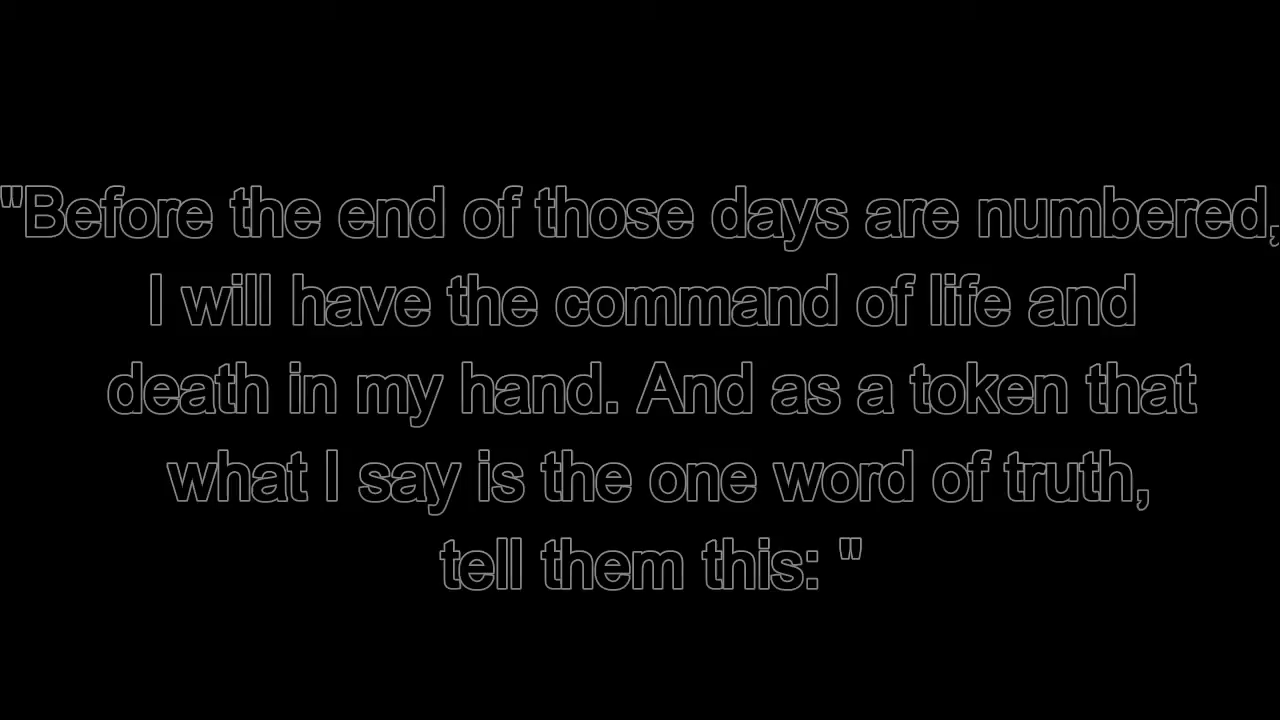 "Before the end of those days are numbered,
I will have the command of life and
death in my hand. And as a token that
what I say is the one word of truth,
tell them this: "